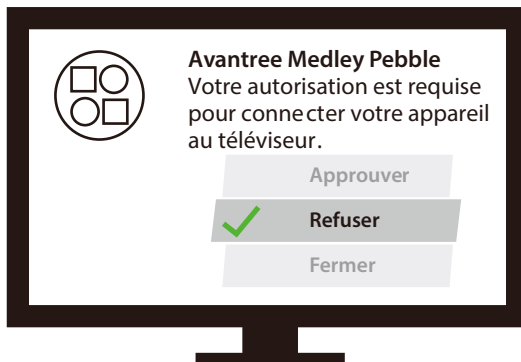 Avantree Medley Pebble
Votre autorisation est requise
pour connecter votre appareil
au téléviseur.
Approuver
Refuser
Fermer